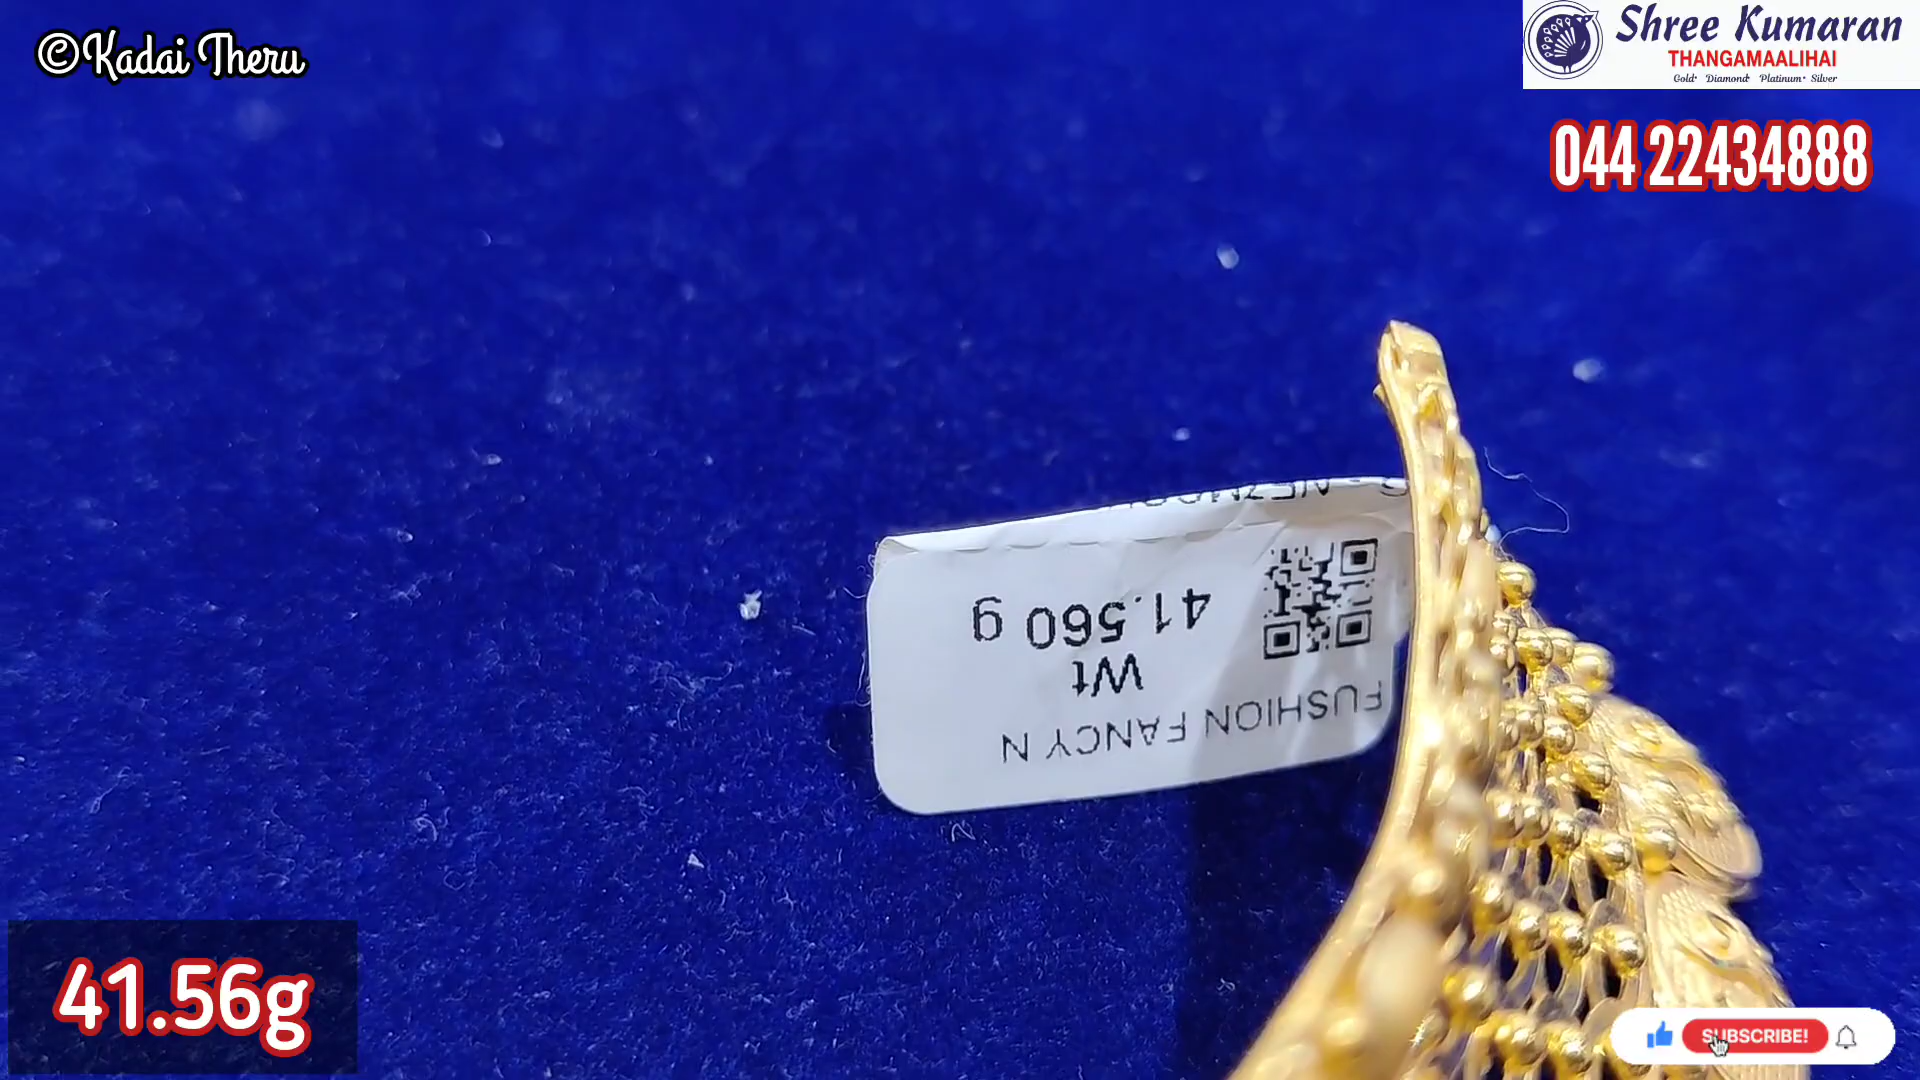 ©Kadai Theru
Shree Kumaran
THANGAMAALIHAI
Gold• Diamond• Platinum• Silver
044 22434888
FUSHION FANCY N
Wt
41.560 g
41.56g
SUBSCRIBE!